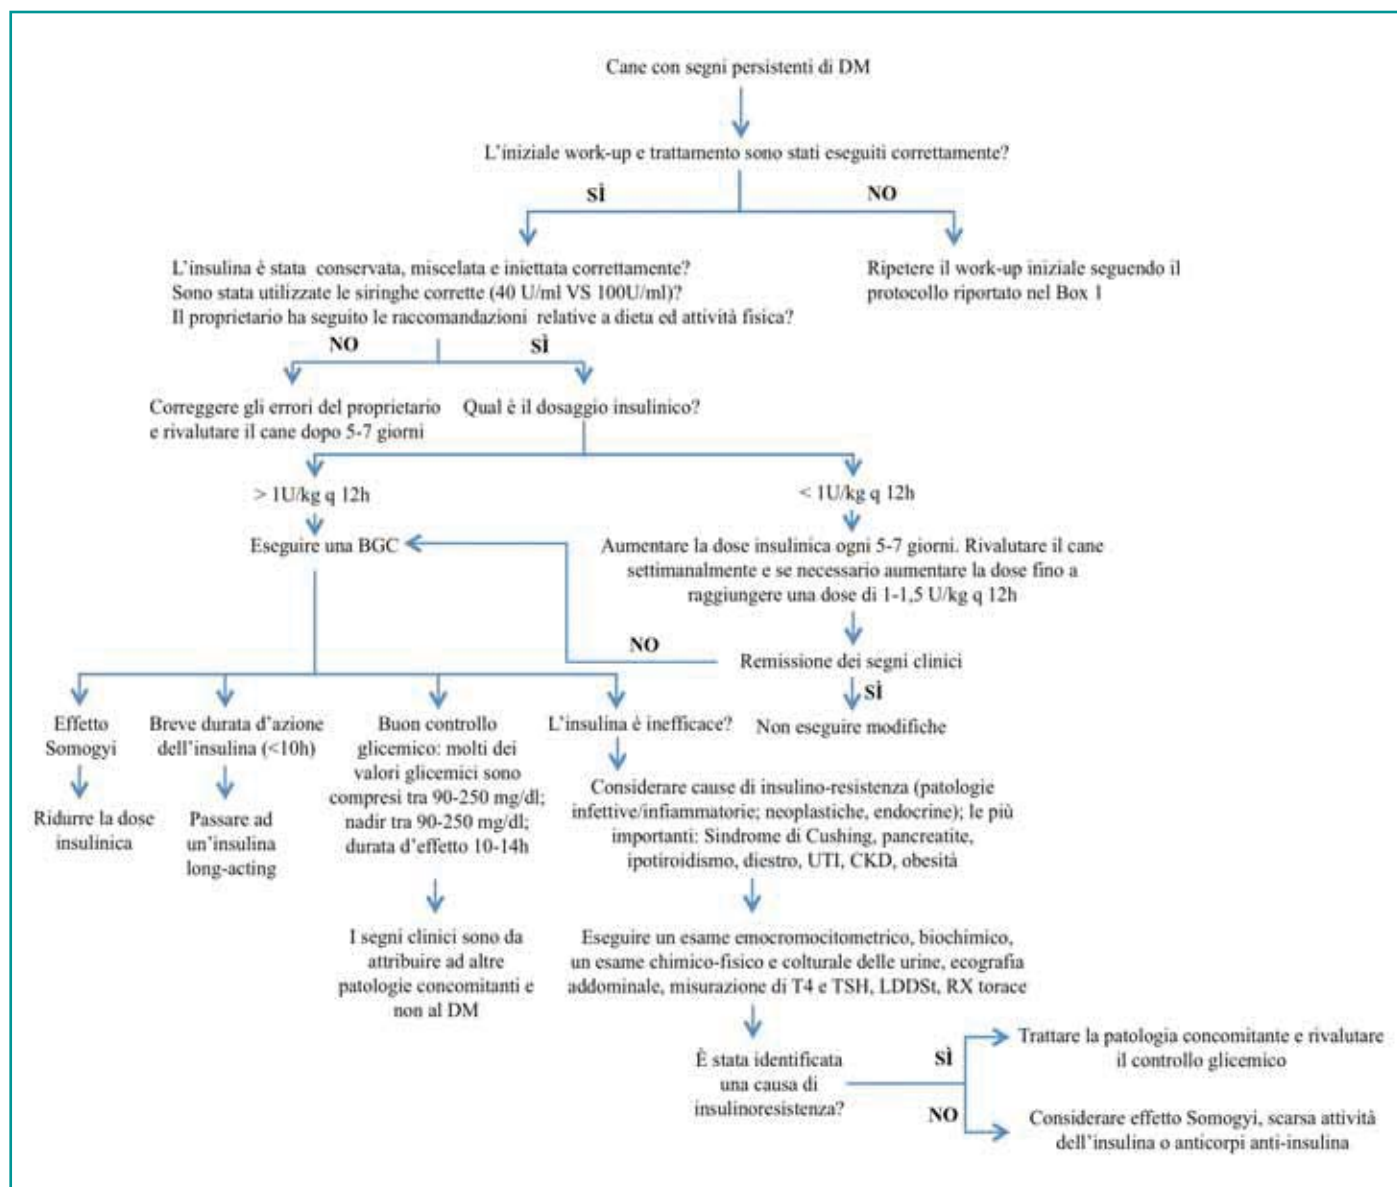 Cane con segni persistenti di DM
L'iniziale work-up e trattamento sono stati eseguiti correttamente?
SÌ
NO
L'insulina è stata conservata, miscelata e iniettata correttamente?
Sono stata utilizzate le siringhe corrette (40 U/ml VS 100U/ml)?
Il proprietario ha seguito le raccomandazioni relative a dieta ed attività fisica?
Ripetere il work-up iniziale seguendo il
protocollo riportato nel Box 1
NO
SÌ
Correggere gli errori del proprietario
e rivalutare il cane dopo 5-7 giorni
Qual è il dosaggio insulinico?
> 1U/kg q 12h
< 1U/kg q 12h
Eseguire una BGC
Aumentare la dose insulinica ogni 5-7 giorni. Rivalutare il cane
settimanalmente e se necessario aumentare la dose fino a
raggiungere una dose di 1-1,5 U/kg q 12h
NO
Remissione dei segni clinici
SÌ
Non eseguire modifiche
Effetto
Somogyi
Ridurre la dose
insulinica
Breve durata d'azione
dell'insulina (<10h)
Passare ad
un'insulina
long-acting
Buon controllo
glicemico: molti dei
valori glicemici sono
compresi tra 90-250 mg/dl;
nadir tra 90-250 mg/dl;
durata d'effetto 10-14h
I segni clinici sono da
attribuire ad altre
patologie concomitanti e
non al DM
L'insulina è inefficace?
Considerare cause di insulino-resistenza (patologie
infettive/infiammatorie; neoplastiche, endocrine); le più
importanti: Sindrome di Cushing, pancreatite,
ipotiroidismo, diestro, UTI, CKD, obesità
Eseguire un esame emocromocitometrico, biochimico,
un esame chimico-fisico e colturale delle urine, ecografia
addominale, misurazione di T4 e TSH, LDDSt, RX torace
È stata identificata
una causa di
insulinoresistenza?
SÌ
Trattare la patologia concomitante e rivalutare
il controllo glicemico
NO
Considerare effetto Somogyi, scarsa attività
dell'insulina o anticorpi anti-insulina